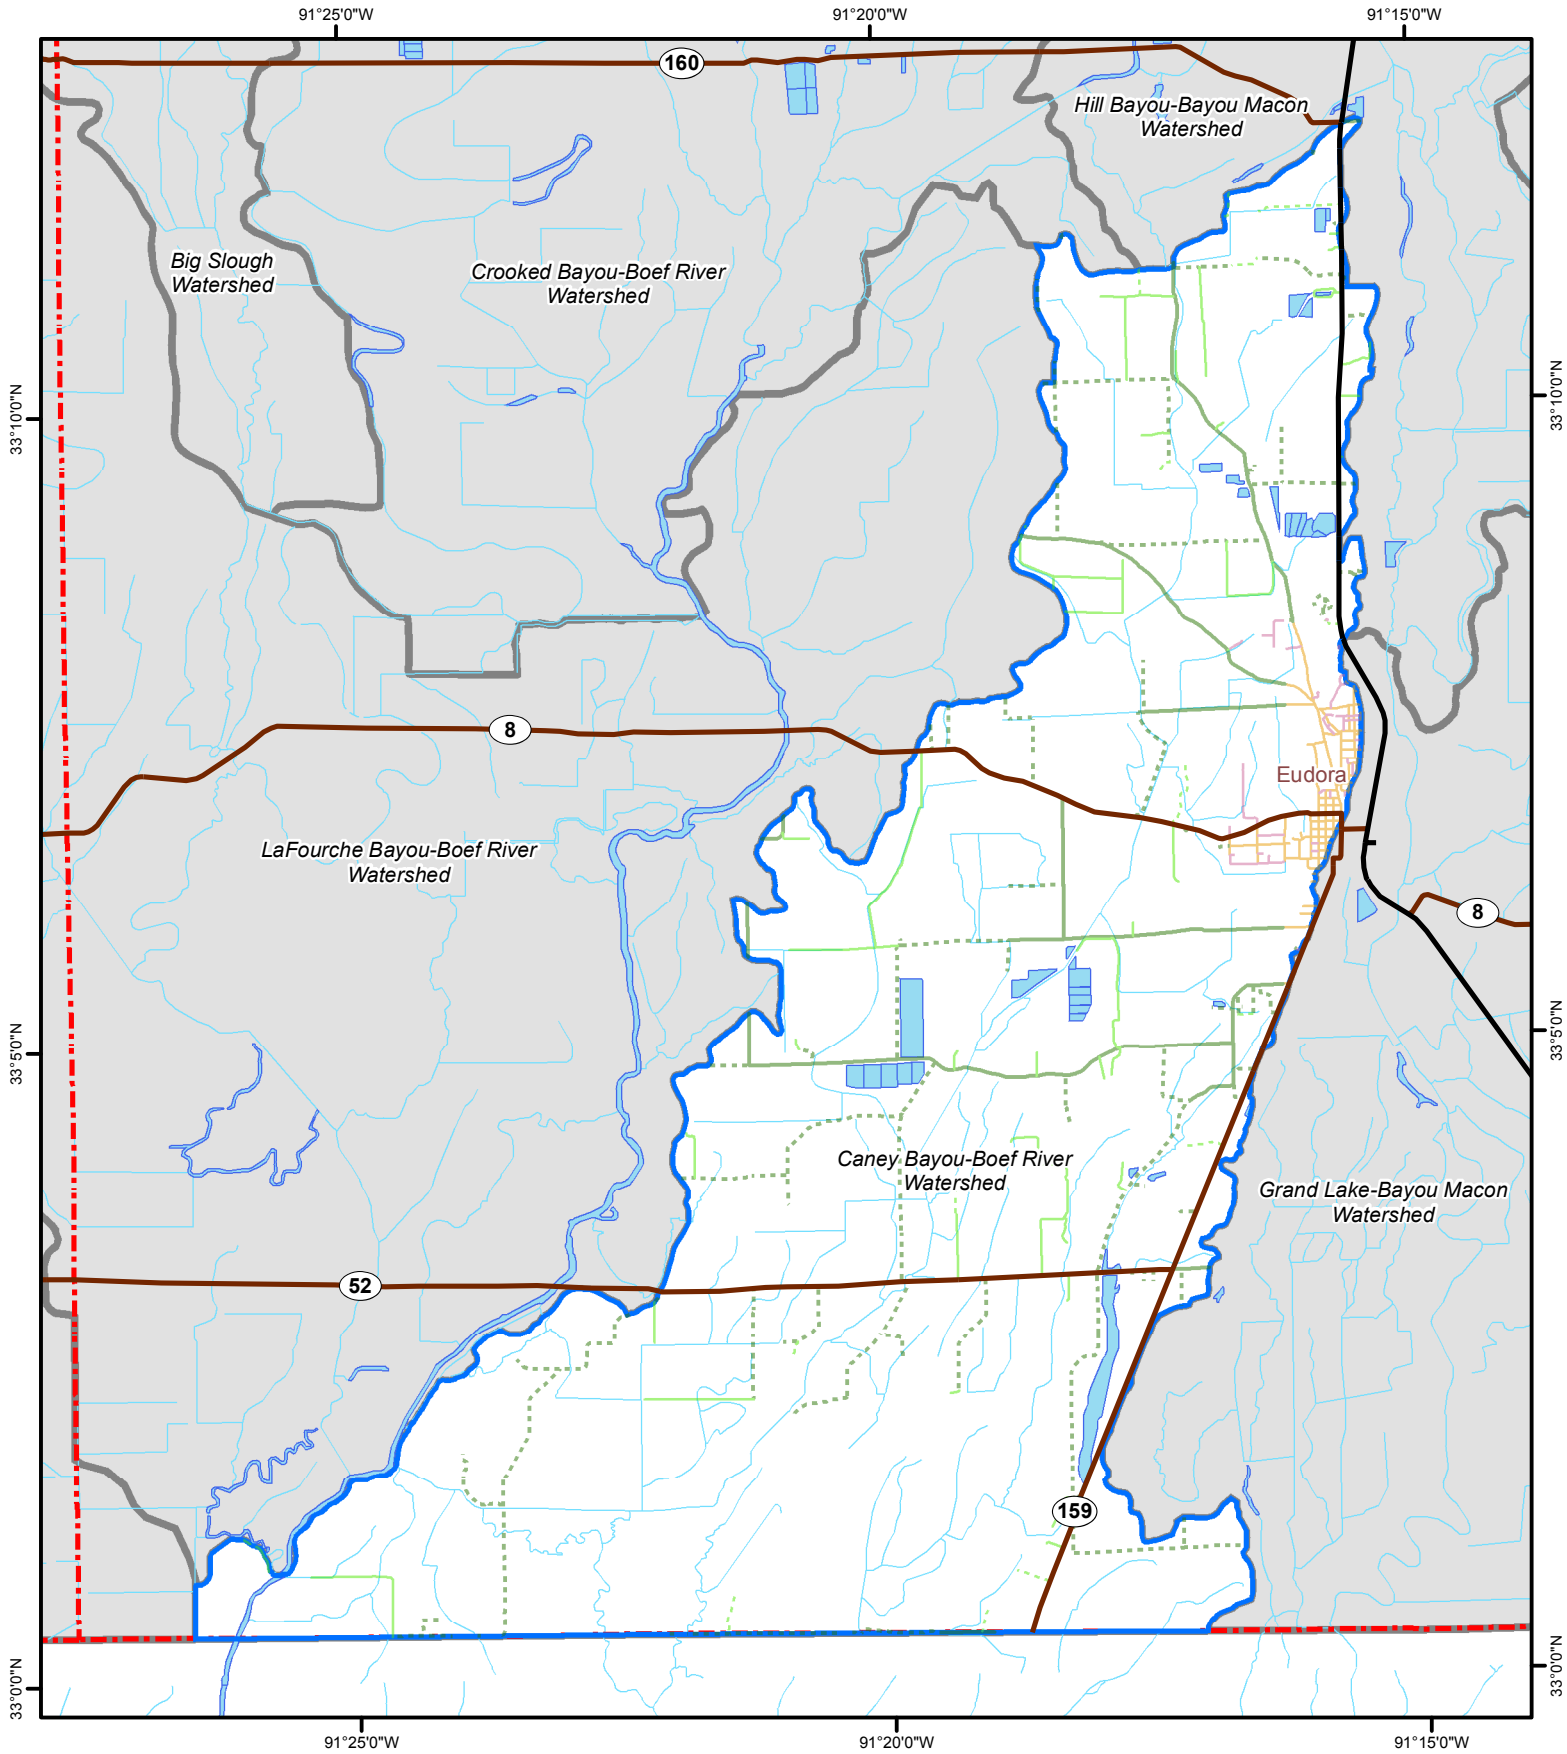 91°25'0"W
91°20'0"W
91°15'0"W
160
Hill Bayou-Bayou Macon
Watershed
Big Slough
Watershed
Crooked Bayou-Boef River
Watershed
33°10'0"N
33°10'0"N
8
Eudora
LaFourche Bayou-Boef River
Watershed
8
33°5'0"N
33°5'0"N
Caney Bayou-Boef River
Watershed
Grand Lake-Bayou Macon
Watershed
52
159
33°0'0"N
33°0'0"N
91°25'0"W
91°20'0"W
91°15'0"W